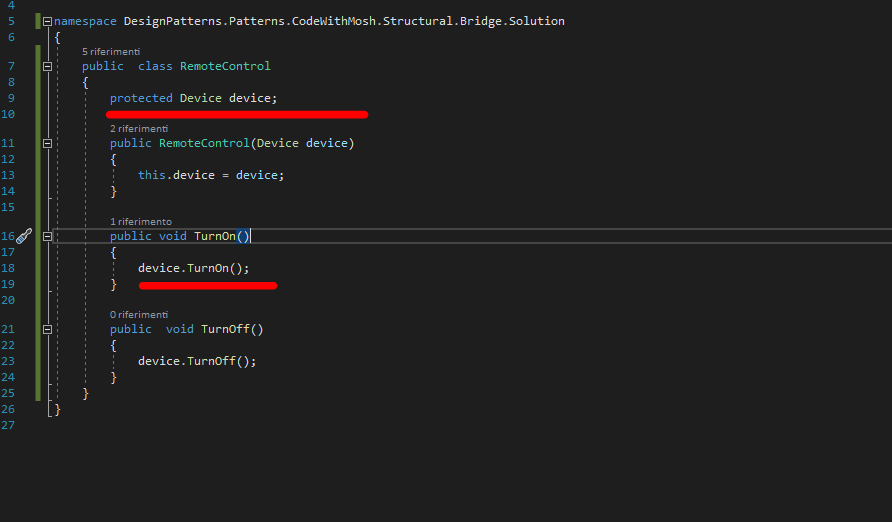 4
5 namespace DesignPatterns.Patterns.CodeWithMosh.Structural.Bridge.Solution
6 {
5 riferimenti
7 public  class RemoteControl
8 {
9 protected Device device;
10
2 riferimenti
11 public RemoteControl(Device device)
12 {
13 this.device = device;
14 }
15
1 riferimento
16 public void TurnOn()
17 {
18 device.TurnOn();
19 }
20
0 riferimenti
21 public  void TurnOff()
22 {
23 device.TurnOff();
24 }
25 }
26 }
27